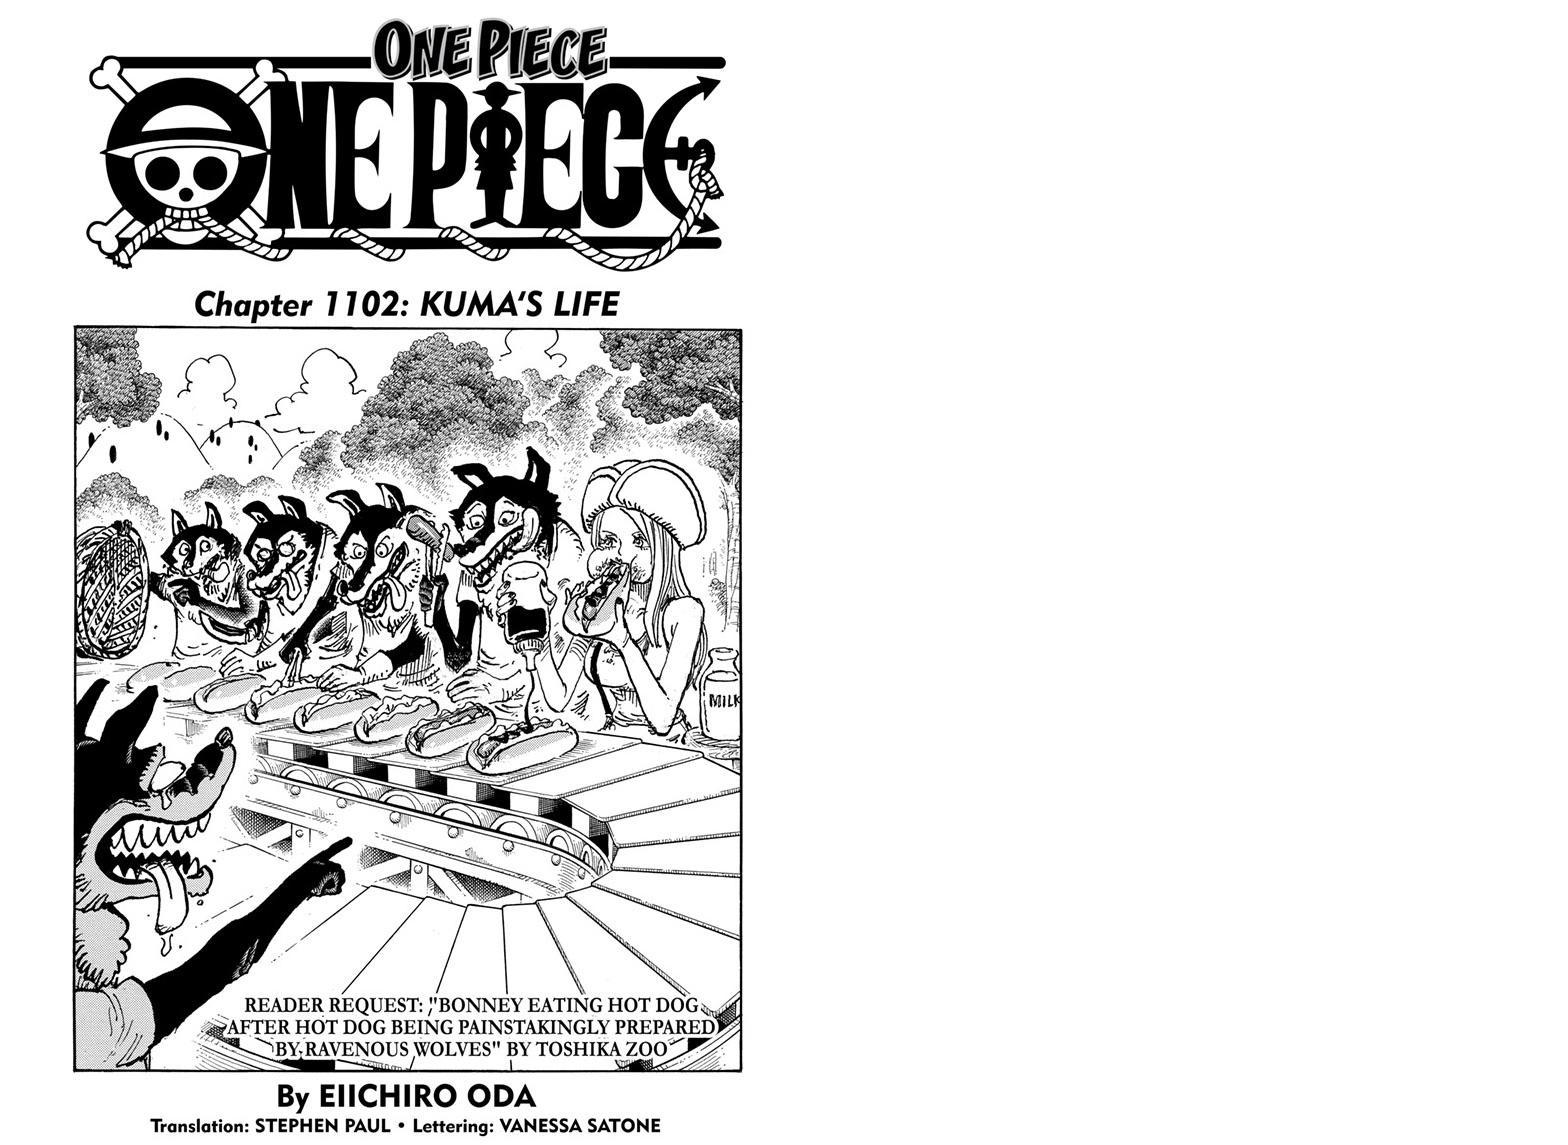 ONE PIECE
ONE PIECE
Chapter 1102: KUMA'S LIFE
MILK
READER REQUEST: "BONNEY EATING HOT DOG
AFTER HOT DOG BEING PAINSTAKINGLY PREPARED
BY RAVENOUS WOLVES" BY TOSHIKA ZOO
By EIICHIRO ODA
Translation: STEPHEN PAUL • Lettering: VANESSA SATONE